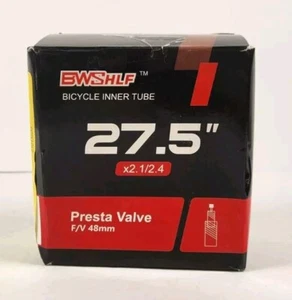 BWSHLF™
BICYCLE INNER TUBE
27.5"
x2.1/2.4
Presta Valve
F/V 48mm